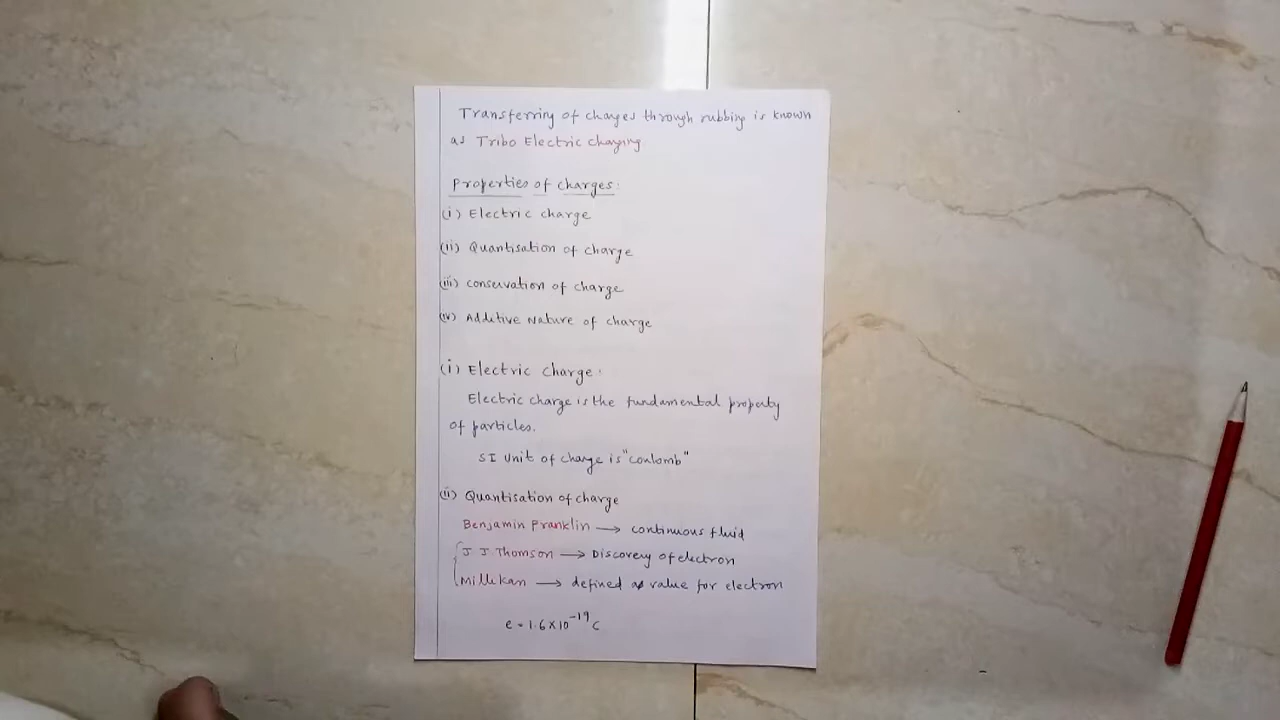 Transferring of charges through rubbing is known
as Tribo Electric charging
Properties of charges:
(i) Electric charge
(ii) Quantisation of charge
(iii) conservation of charge
(iv) Additive Nature of charge
(i) Electric charge:
Electric charge is the fundamental property
of particles.
SI unit of charge is "coulomb"
(ii) Quantisation of charge
Benjamin Franklin → continuous fluid
J J Thomson → Discovery of electron
Millikan → defined value for electron
e = 1.6×10⁻¹⁹ C